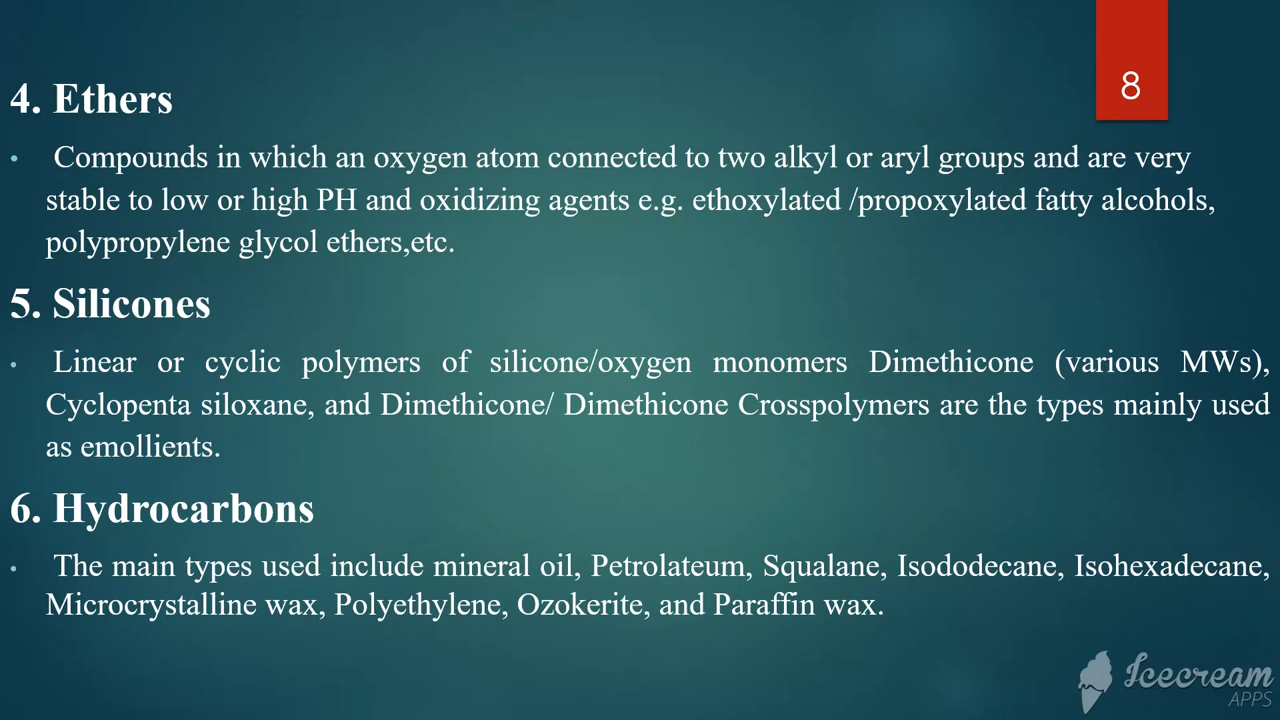 8
4. Ethers
• Compounds in which an oxygen atom connected to two alkyl or aryl groups and are very
stable to low or high PH and oxidizing agents e.g. ethoxylated /propoxylated fatty alcohols,
polypropylene glycol ethers,etc.
5. Silicones
• Linear or cyclic polymers of silicone/oxygen monomers Dimethicone (various MWs),
Cyclopenta siloxane, and Dimethicone/ Dimethicone Crosspolymers are the types mainly used
as emollients.
6. Hydrocarbons
• The main types used include mineral oil, Petrolateum, Squalane, Isododecane, Isohexadecane,
Microcrystalline wax, Polyethylene, Ozokerite, and Paraffin wax.
Icecream
APPS